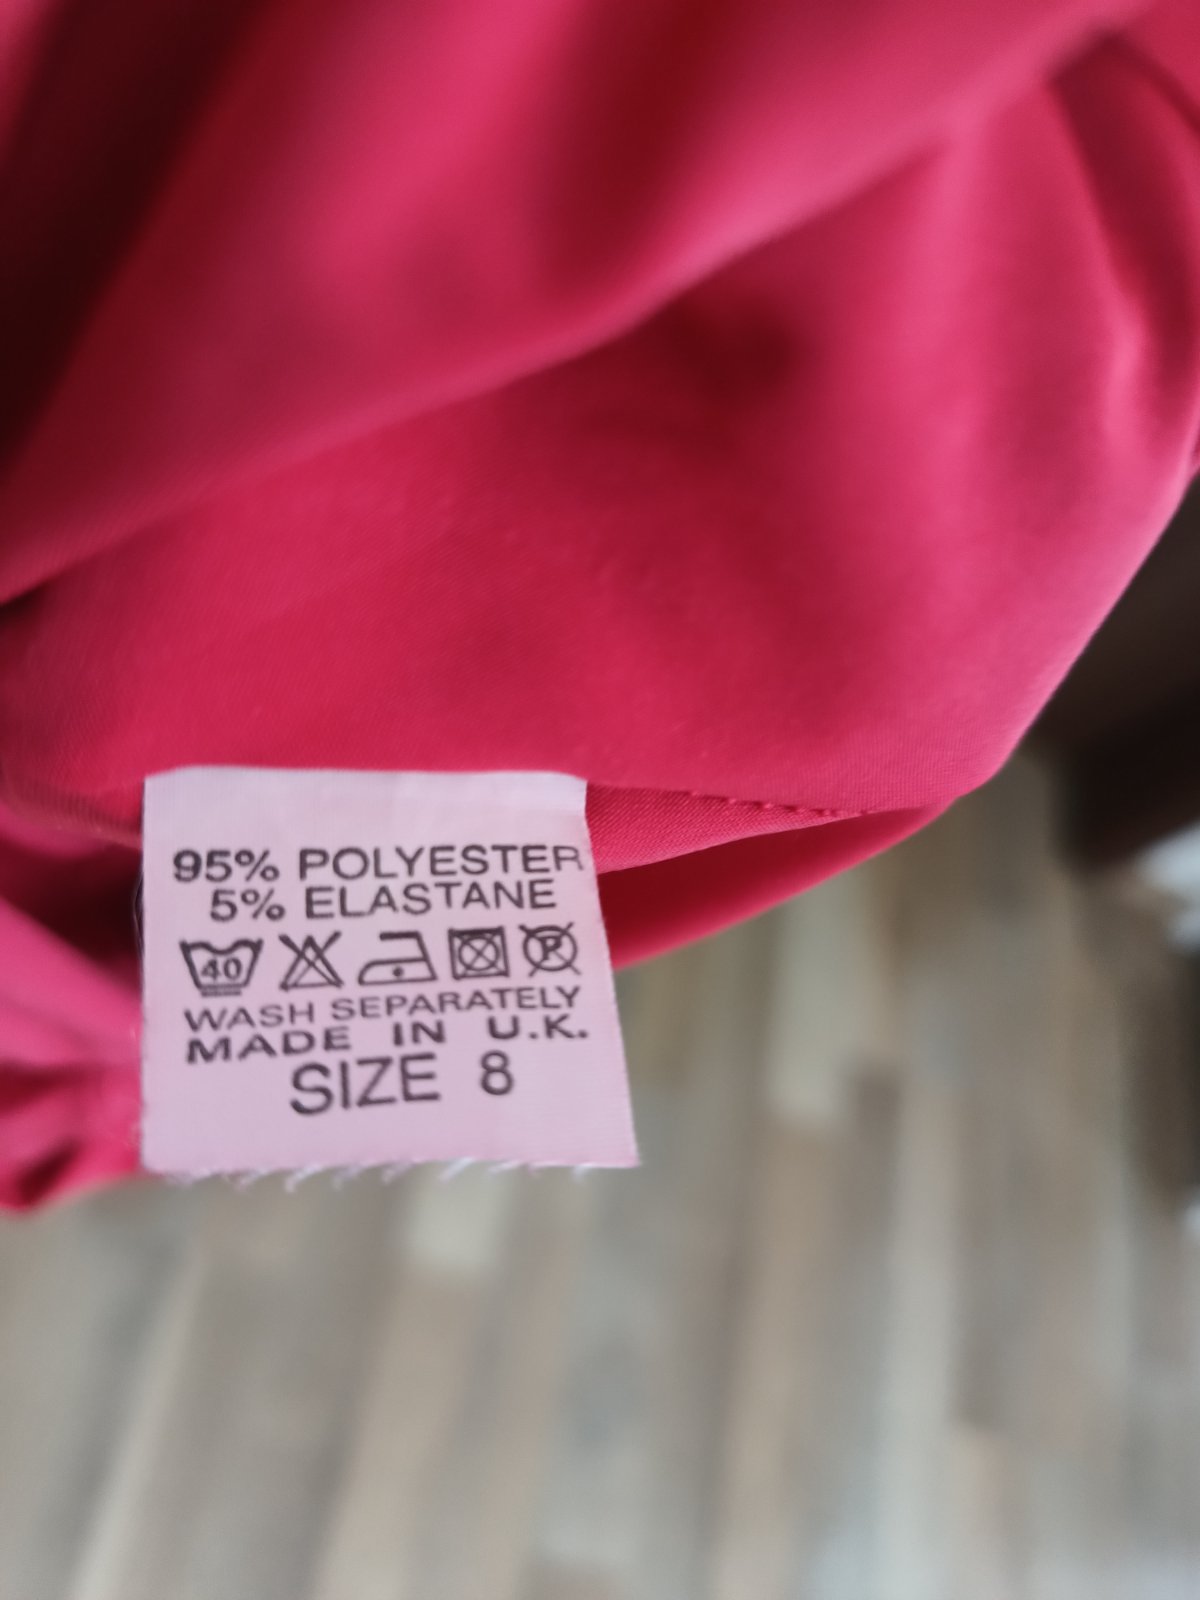 95% POLYESTER
5% ELASTANE
40 P
WASH SEPARATELY
MADE IN U.K.
SIZE 8